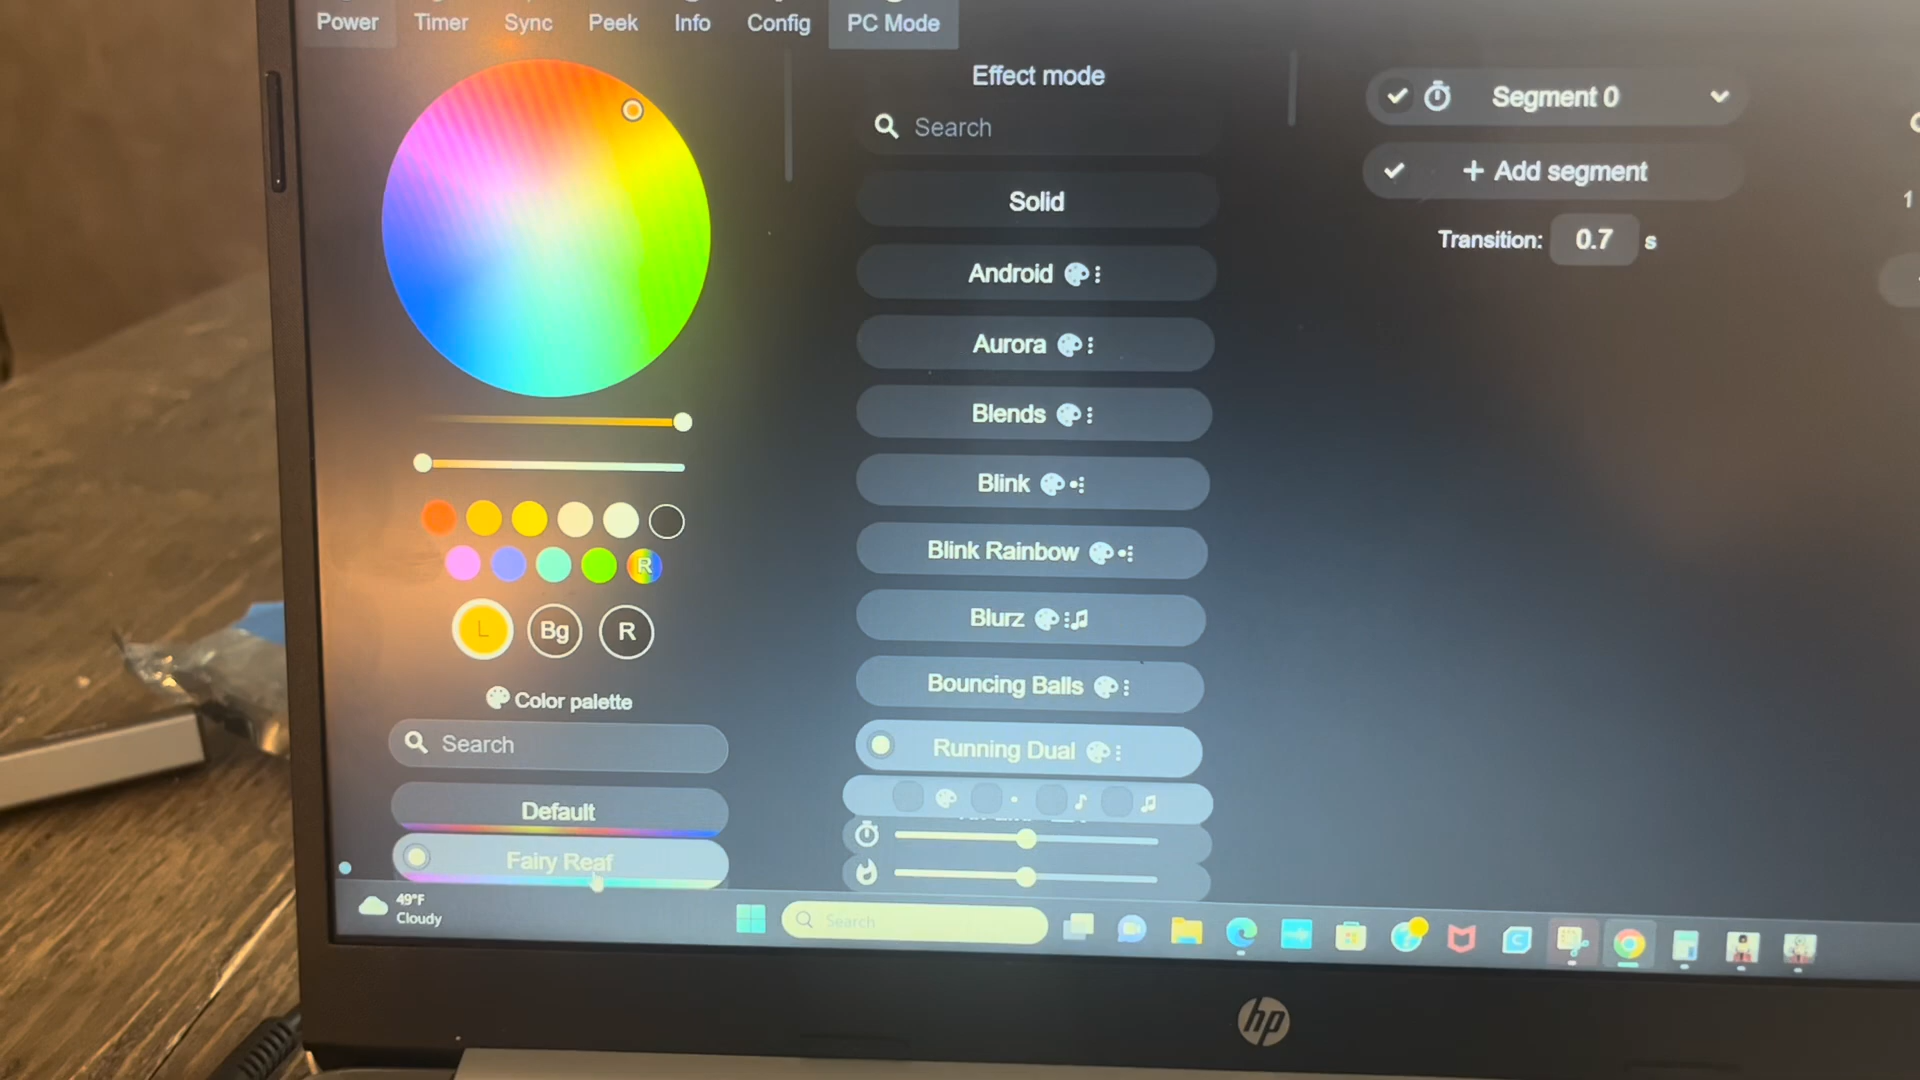 Power Timer Sync Peek Info Config PC Mode
Effect mode
Search
Solid
Android
Aurora
Blends
Blink
Blink Rainbow
Blurz
Bouncing Balls
Running Dual
Segment 0
+ Add segment
Transition: 0.7 s
1
R
L Bg R
Color palette
Search
Default
Fairy Reaf
49°F
Cloudy
Search
hp